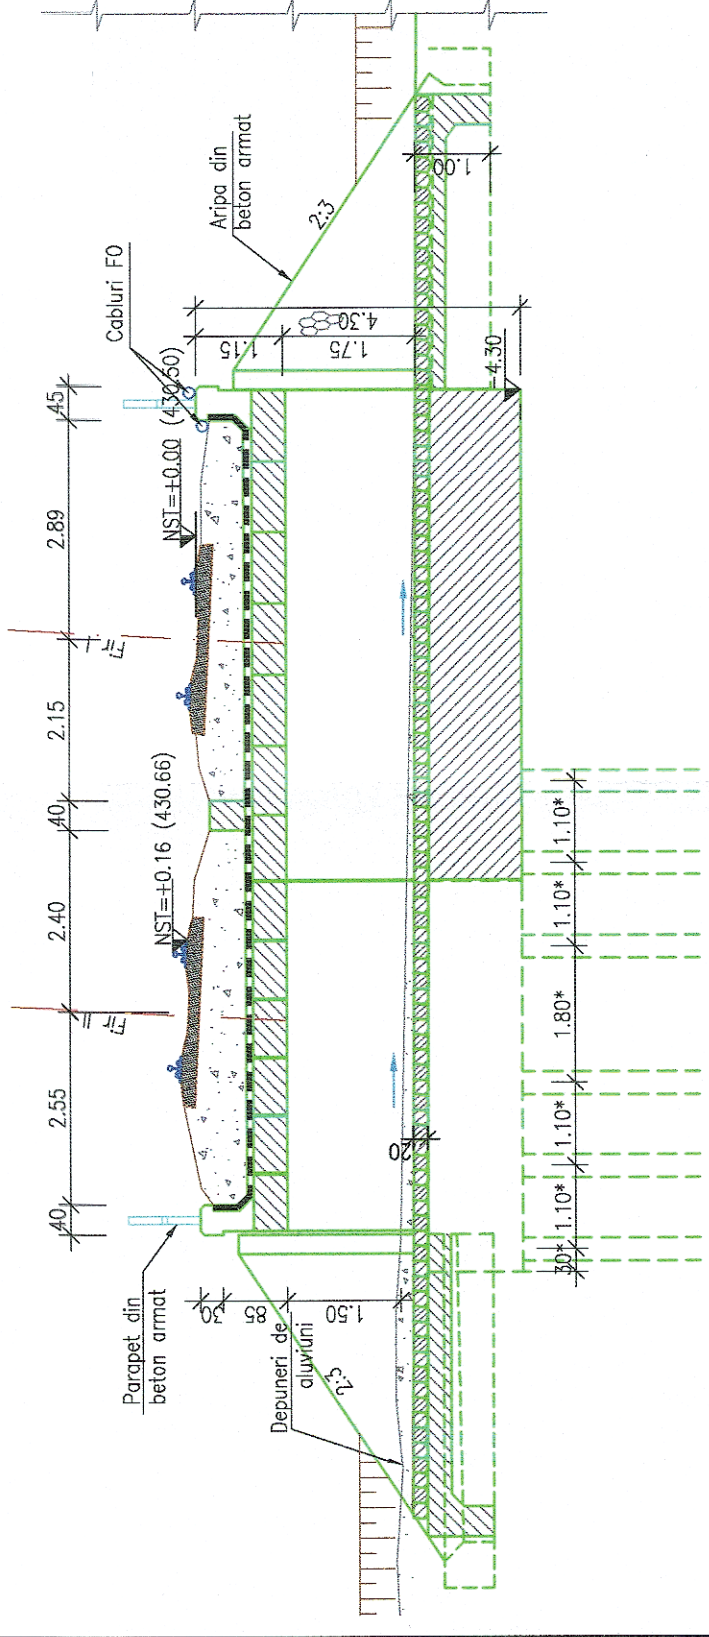 40
2.55
2.40
40
2.15
2.89
45
Fir II
Fir I
NST=+0.16 (430.66)
NST=±0.00 (430.50)
Cabluri FO
Parapet din
beton armat
Aripa din
beton armat
30
85
1.50
1.15
1.75
4.30
2:3
2:3
Depuneri de
aluviuni
20
1.00
-4.30
30*
1.10*
1.10*
1.80*
1.10*
1.10*